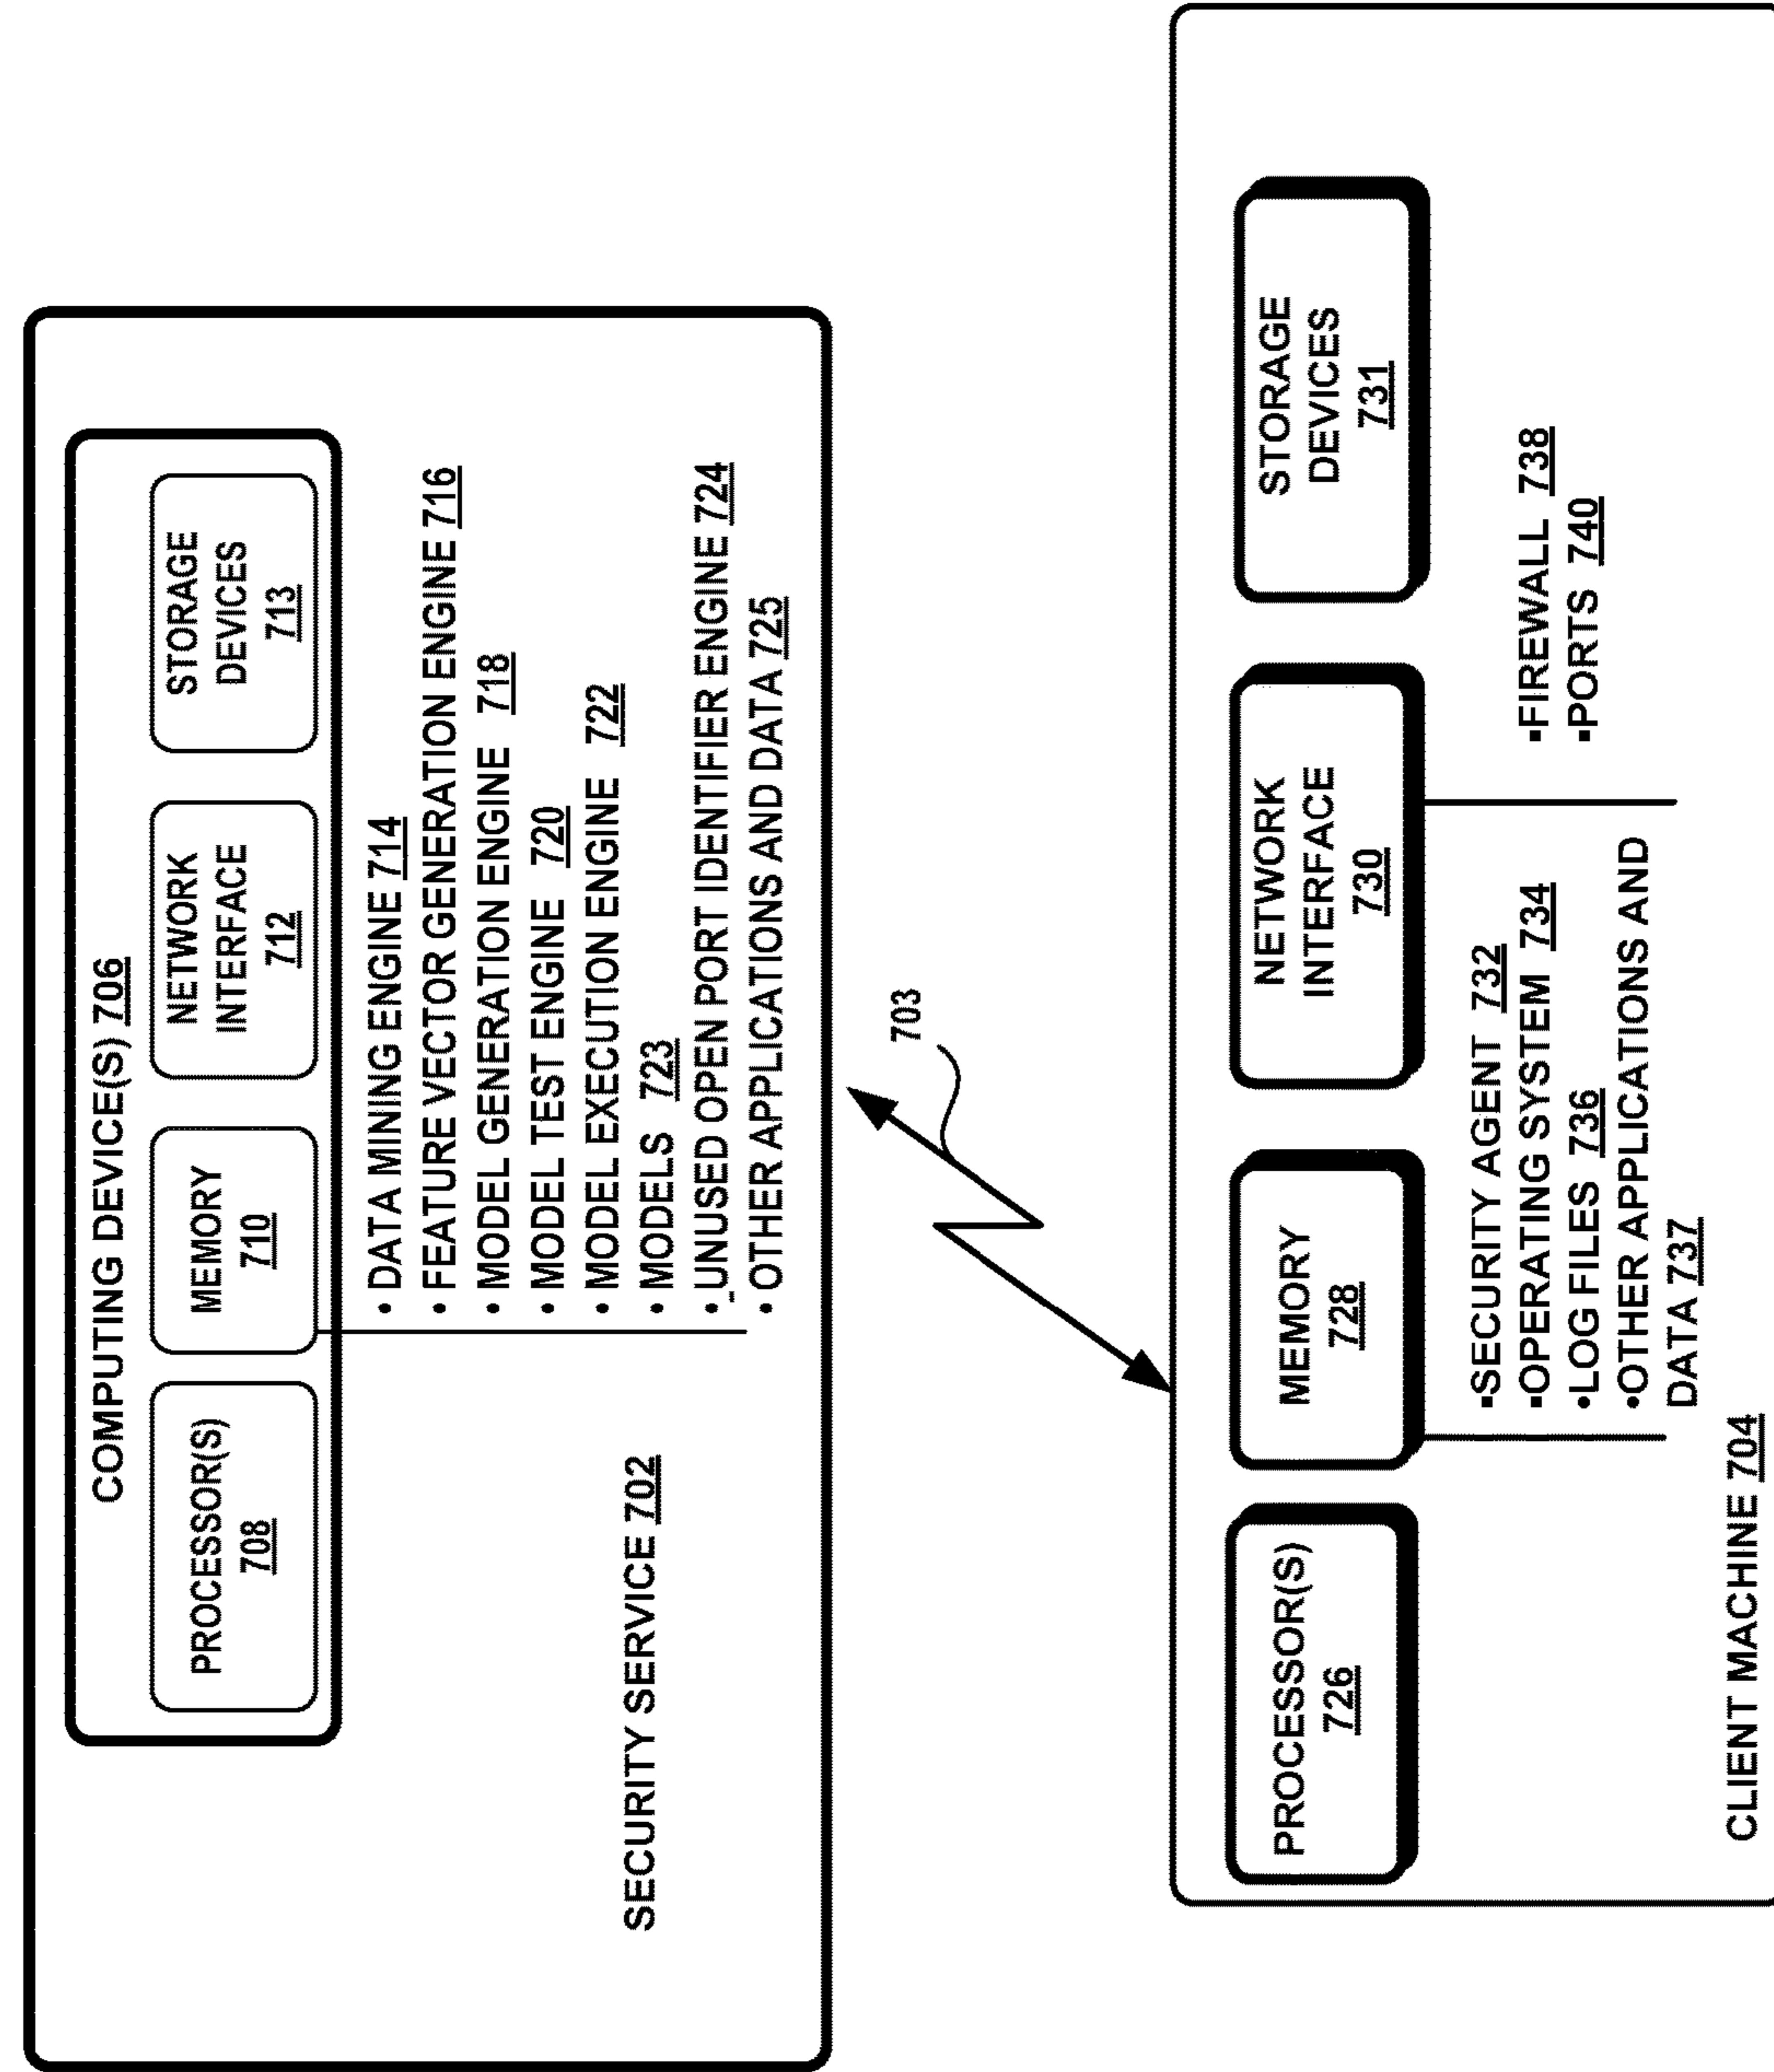 COMPUTING DEVICE(S) 706
PROCESSOR(S)
708
MEMORY
710
NETWORK
INTERFACE
712
STORAGE
DEVICES
713
• DATA MINING ENGINE 714
• FEATURE VECTOR GENERATION ENGINE 716
• MODEL GENERATION ENGINE 718
• MODEL TEST ENGINE 720
• MODEL EXECUTION ENGINE 722
• MODELS 723
• UNUSED OPEN PORT IDENTIFIER ENGINE 724
• OTHER APPLICATIONS AND DATA 725
SECURITY SERVICE 702
703
PROCESSOR(S)
726
MEMORY
728
NETWORK
INTERFACE
730
STORAGE
DEVICES
731
▪SECURITY AGENT 732
▪OPERATING SYSTEM 734
•LOG FILES 736
•OTHER APPLICATIONS AND
DATA 737
▪FIREWALL 738
▪PORTS 740
CLIENT MACHINE 704